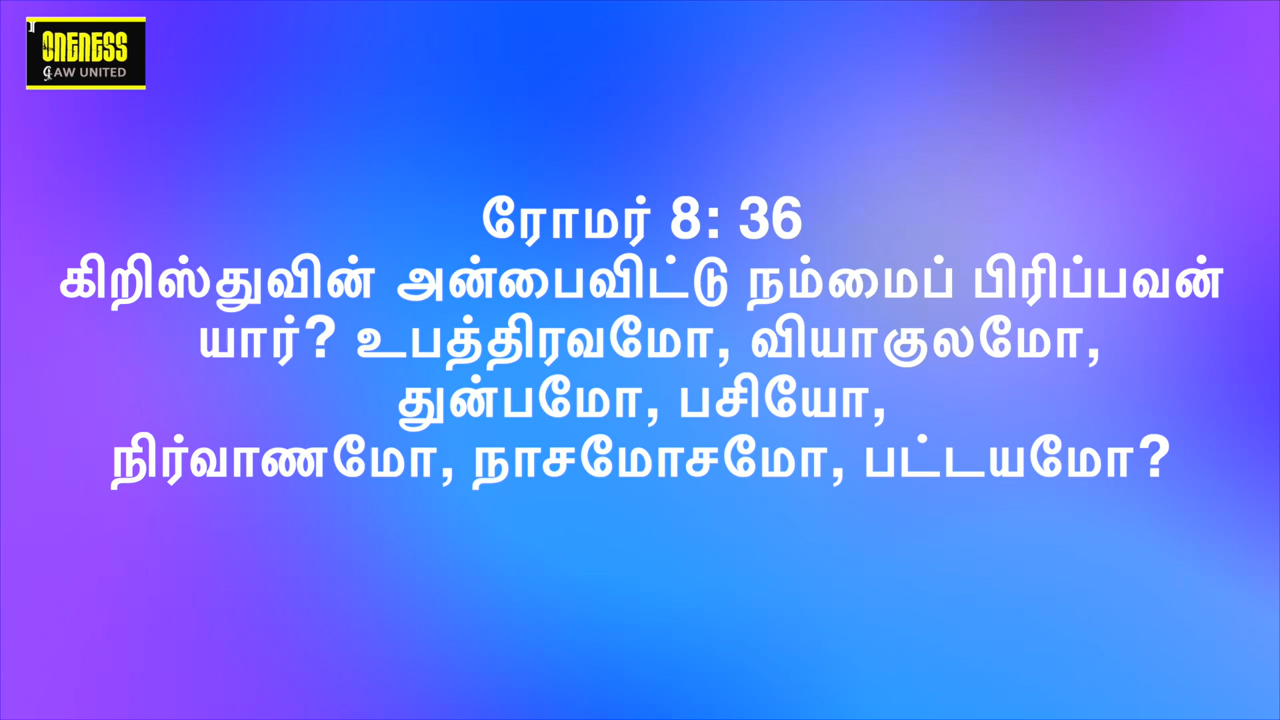 ONENESS
LAW UNITED
ரோமர் 8: 36
கிறிஸ்துவின் அன்பைவிட்டு நம்மைப் பிரிப்பவன்
யார்? உபத்திரவமோ, வியாகுலமோ,
துன்பமோ, பசியோ,
நிர்வாணமோ, நாசமோசமோ, பட்டயமோ?